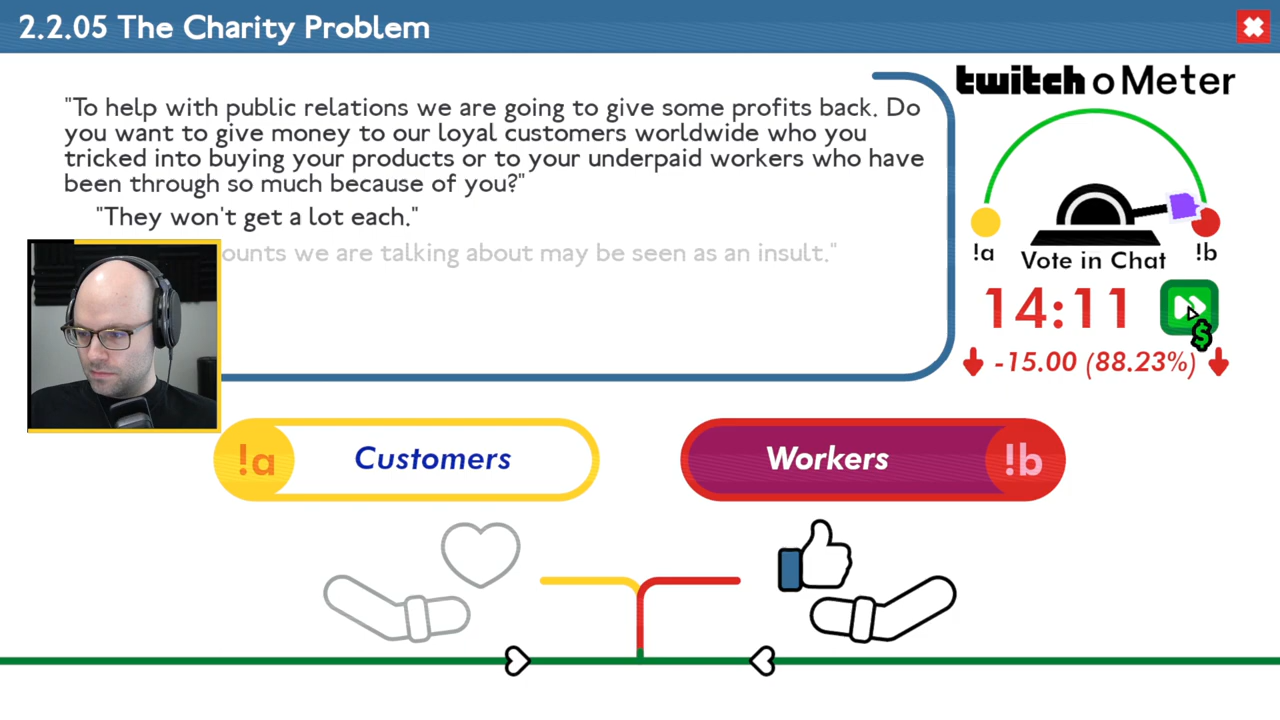 2.2.05 The Charity Problem
"To help with public relations we are going to give some profits back. Do
you want to give money to our loyal customers worldwide who you
tricked into buying your products or to your underpaid workers who have
been through so much because of you?"
"They won't get a lot each."
we are talking about may be seen as an insult."
twitch o Meter
!a
!b
Vote in Chat
14:11
$
-15.00 (88.23%)
!a Customers
Workers !b